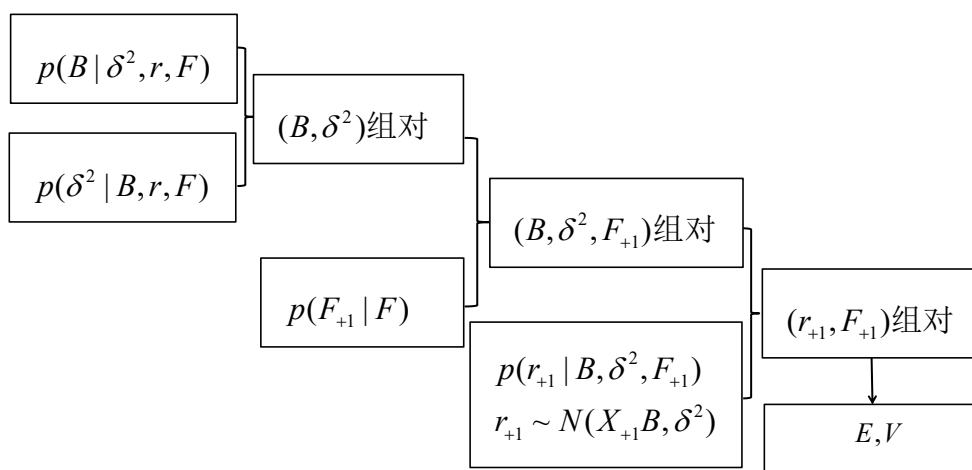 p(B | δ², r, F)
(B, δ²)组对
p(δ² | B, r, F)
(B, δ², F₊₁)组对
p(F₊₁ | F)
(r₊₁, F₊₁)组对
p(r₊₁ | B, δ², F₊₁)
r₊₁ ~ N(X₊₁B, δ²)
E, V